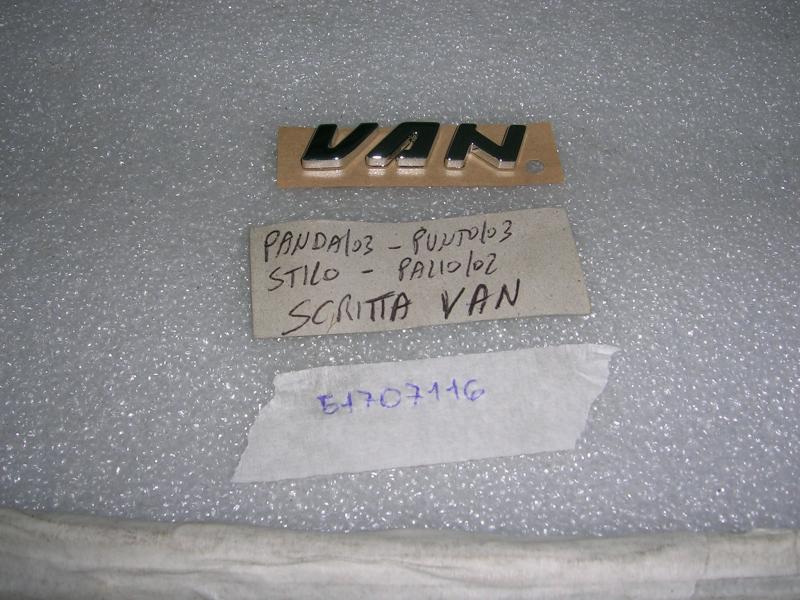 VAN
PANDA/03 - PUNTO/03
STILO - PALIO/02
SCRITTA VAN
51707116